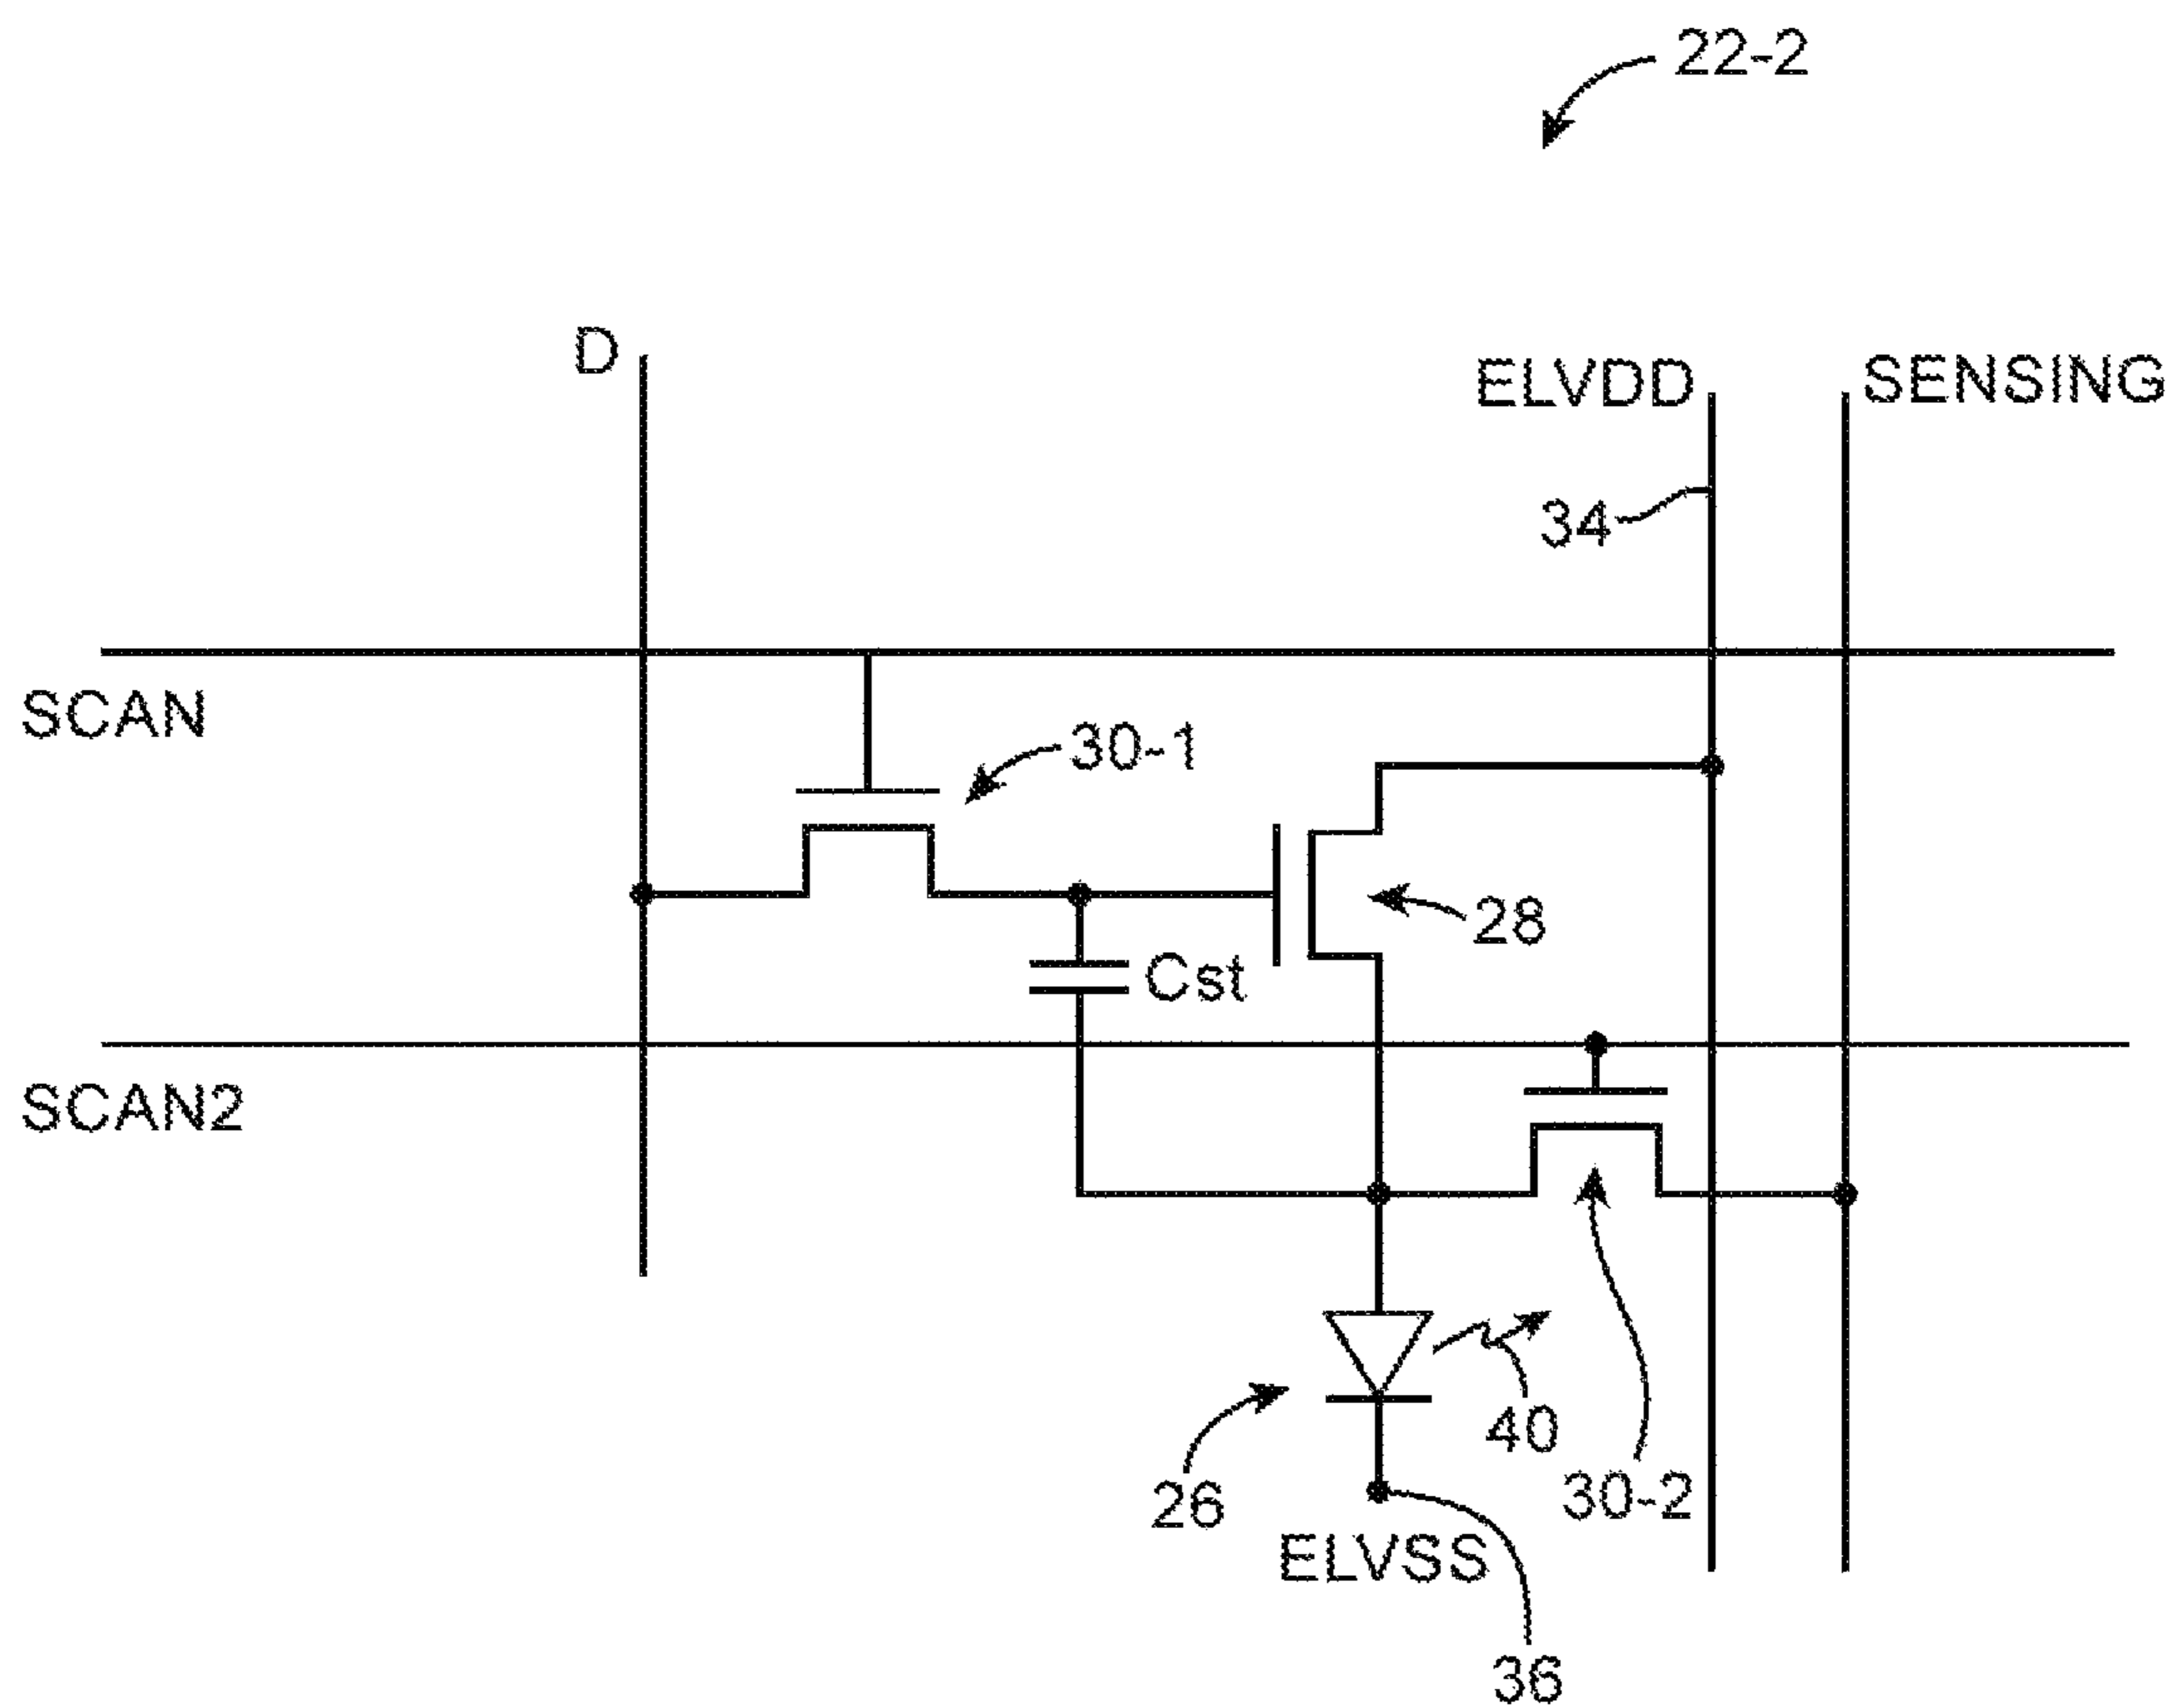 22-2
D
ELVDD
SENSING
34
SCAN
30-1
28
Cst
SCAN2
40
26
30-2
ELVSS
36